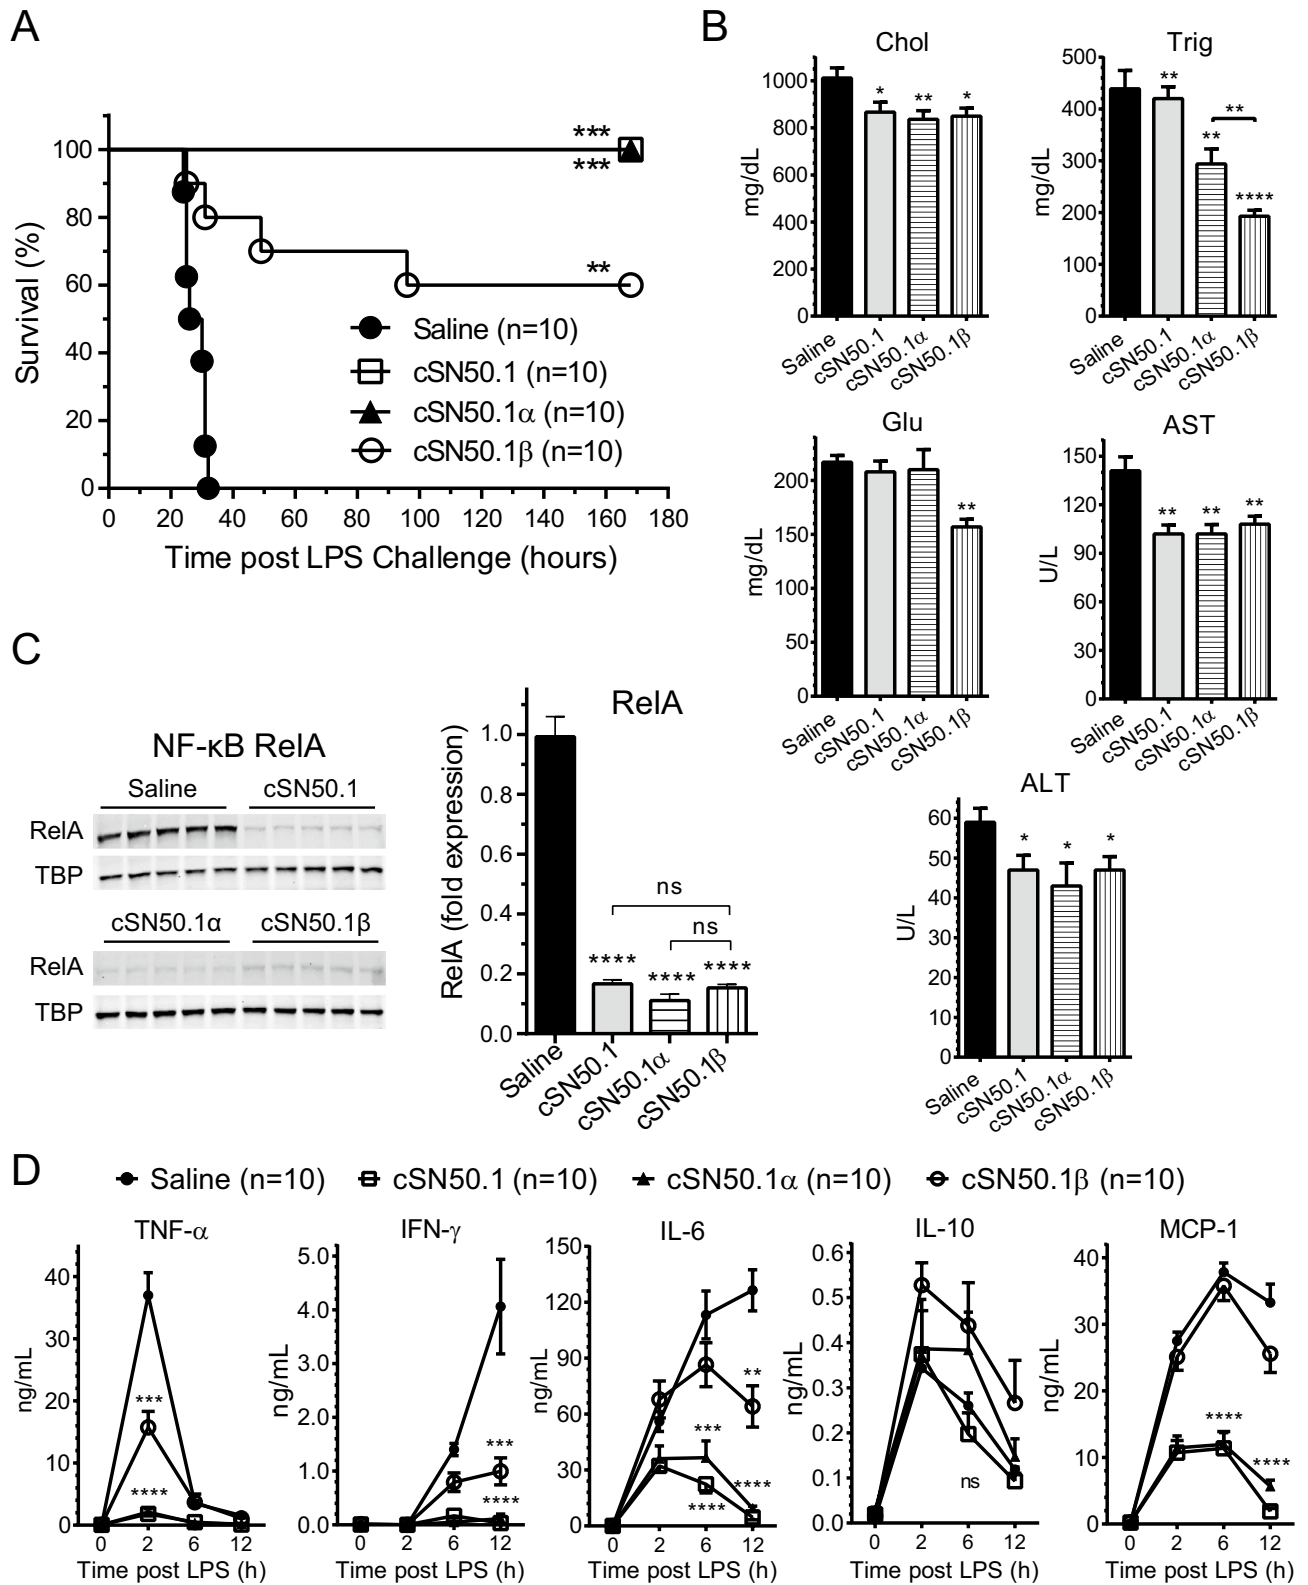 A
Survival (%)
100
80
60
40
20
0
***
***
**
Saline (n=10)
cSN50.1 (n=10)
cSN50.1α (n=10)
cSN50.1β (n=10)
0 20 40 60 80 100 120 140 160 180
Time post LPS Challenge (hours)
B
Chol
mg/dL
1000
800
600
400
200
0
* ** *
Saline cSN50.1 cSN50.1α cSN50.1β
Trig
mg/dL
500
400
300
200
100
0
** ** **
****
Saline cSN50.1 cSN50.1α cSN50.1β
Glu
mg/dL
200
150
100
50
0
**
Saline cSN50.1 cSN50.1α cSN50.1β
AST
U/L
150
120
90
60
30
0
** ** **
Saline cSN50.1 cSN50.1α cSN50.1β
ALT
U/L
60
50
40
30
20
10
0
* * *
Saline cSN50.1 cSN50.1α cSN50.1β
C
NF-κB RelA
Saline cSN50.1
RelA
TBP
cSN50.1α cSN50.1β
RelA
TBP
RelA
RelA (fold expression)
1.0
0.8
0.6
0.4
0.2
0.0
ns
ns
**** **** ****
Saline cSN50.1 cSN50.1α cSN50.1β
D
Saline (n=10) cSN50.1 (n=10) cSN50.1α (n=10) cSN50.1β (n=10)
TNF-α
ng/mL
40
30
20
10
0
***
****
0 2 6 12
Time post LPS (h)
IFN-γ
ng/mL
5.0
4.0
3.0
2.0
1.0
0.0
***
****
0 2 6 12
Time post LPS (h)
IL-6
ng/mL
150
120
90
60
30
0
**
***
****
****
0 2 6 12
Time post LPS (h)
IL-10
ng/mL
0.6
0.5
0.4
0.3
0.2
0.1
0.0
ns
0 2 6 12
Time post LPS (h)
MCP-1
ng/mL
40
30
20
10
0
****
****
0 2 6 12
Time post LPS (h)